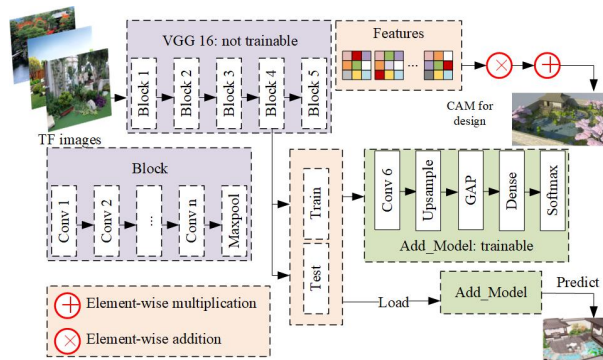 VGG 16: not trainable
Block 1
Block 2
Block 3
Block 4
Block 5
TF images
Features
...
CAM for
design
Block
Conv 1
Conv 2
...
Conv n
Maxpool
Train
Test
Conv 6
Upsample
GAP
Dense
Softmax
Add_Model: trainable
Load
Add_Model
Predict
Element-wise multiplication
Element-wise addition